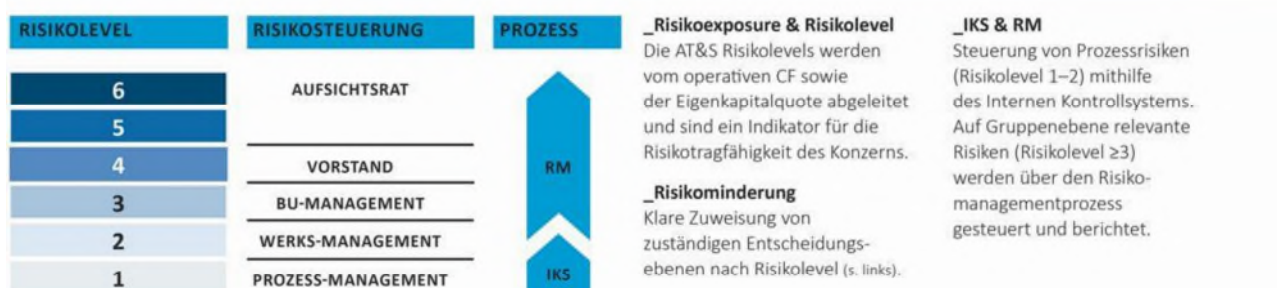 RISIKOLEVEL
RISIKOSTEUERUNG
PROZESS
6
AUFSICHTSRAT
5
4
VORSTAND
3
BU-MANAGEMENT
2
WERKS-MANAGEMENT
1
PROZESS-MANAGEMENT
RM
IKS
_Risikoexposure & Risikolevel
Die AT&S Risikolevels werden
vom operativen CF sowie
der Eigenkapitalquote abgeleitet
und sind ein Indikator für die
Risikotragfähigkeit des Konzerns.
_Risikominderung
Klare Zuweisung von
zuständigen Entscheidungs-
ebenen nach Risikolevel (s. links).
_IKS & RM
Steuerung von Prozessrisiken
(Risikolevel 1–2) mithilfe
des Internen Kontrollsystems.
Auf Gruppenebene relevante
Risiken (Risikolevel ≥3)
werden über den Risiko-
managementprozess
gesteuert und berichtet.